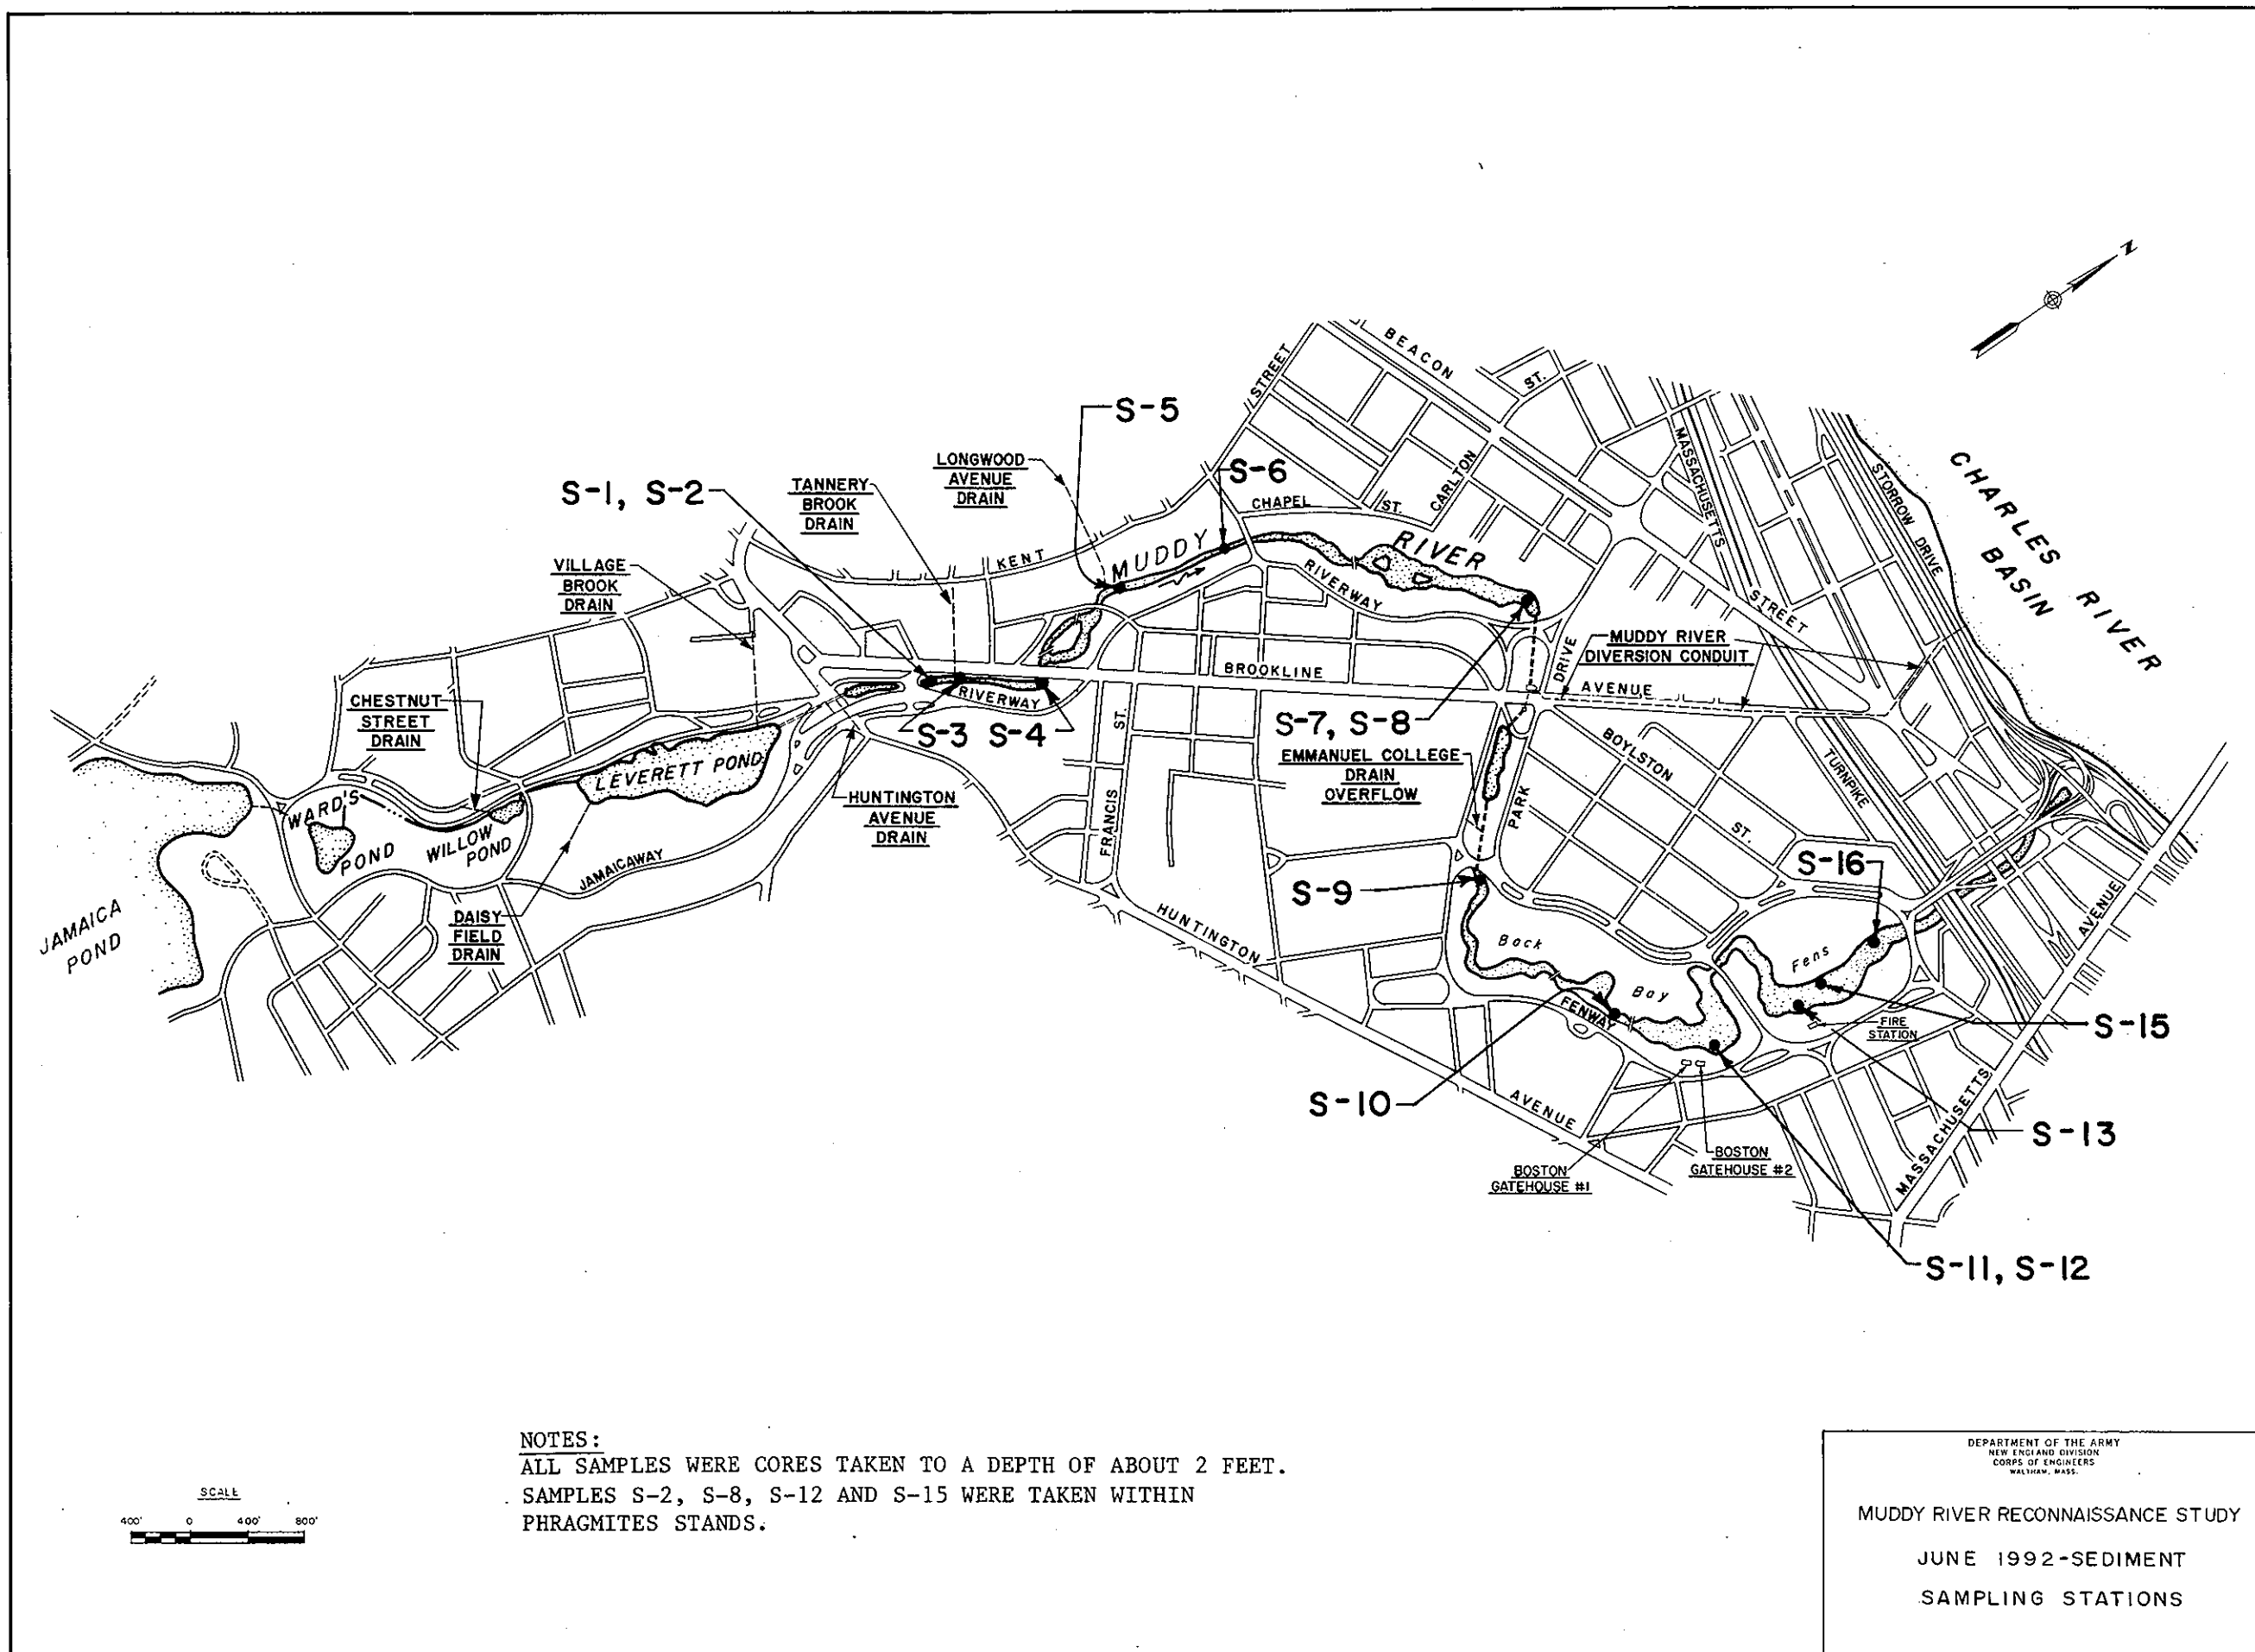 N
BEACON
ST.
STREET
S-5
MASSACHUSETTS
STORROW DRIVE
CHARLES RIVER
BASIN
LONGWOOD
AVENUE
DRAIN
S-6
CARLTON
CHAPEL
ST.
S-1, S-2
TANNERY
BROOK
DRAIN
KENT
MUDDY
RIVER
VILLAGE
BROOK
DRAIN
RIVERWAY
STREET
MUDDY RIVER
DIVERSION CONDUIT
DRIVE
BROOKLINE
AVENUE
RIVERWAY
CHESTNUT
STREET
DRAIN
S-3 S-4
ST.
S-7, S-8
BOYLSTON
TURNPIKE
LEVERETT POND
EMMANUEL COLLEGE
DRAIN
OVERFLOW
HUNTINGTON
AVENUE
DRAIN
WARD'S
POND
WILLOW
POND
FRANCIS
PARK
ST.
JAMAICAWAY
S-16
S-9
AVENUE
DAISY
FIELD
DRAIN
JAMAICA
POND
HUNTINGTON
Back
Bay
Fens
FENWAY
FIRE
STATION
S-15
S-10
AVENUE
MASSACHUSETTS
S-13
BOSTON
GATEHOUSE #2
BOSTON
GATEHOUSE #1
S-11, S-12
NOTES:
ALL SAMPLES WERE CORES TAKEN TO A DEPTH OF ABOUT 2 FEET.
SAMPLES S-2, S-8, S-12 AND S-15 WERE TAKEN WITHIN
PHRAGMITES STANDS.
SCALE
400' 0 400' 800'
DEPARTMENT OF THE ARMY
NEW ENGLAND DIVISION
CORPS OF ENGINEERS
WALTHAM, MASS.
MUDDY RIVER RECONNAISSANCE STUDY
JUNE 1992-SEDIMENT
SAMPLING STATIONS